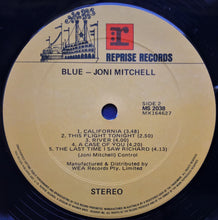 R
REPRISE RECORDS
BLUE - JONI MITCHELL
SIDE 2
MS 2038
MX164627
1. CALIFORNIA (3.48)
2. THIS FLIGHT TONIGHT (2.50)
3. RIVER (4.00)
4. A CASE OF YOU (4.20)
5. THE LAST TIME I SAW RICHARD (4.13)
(Joni Mitchell) Control
Manufactured & Distributed by
WEA Records Pty. Limited
STEREO